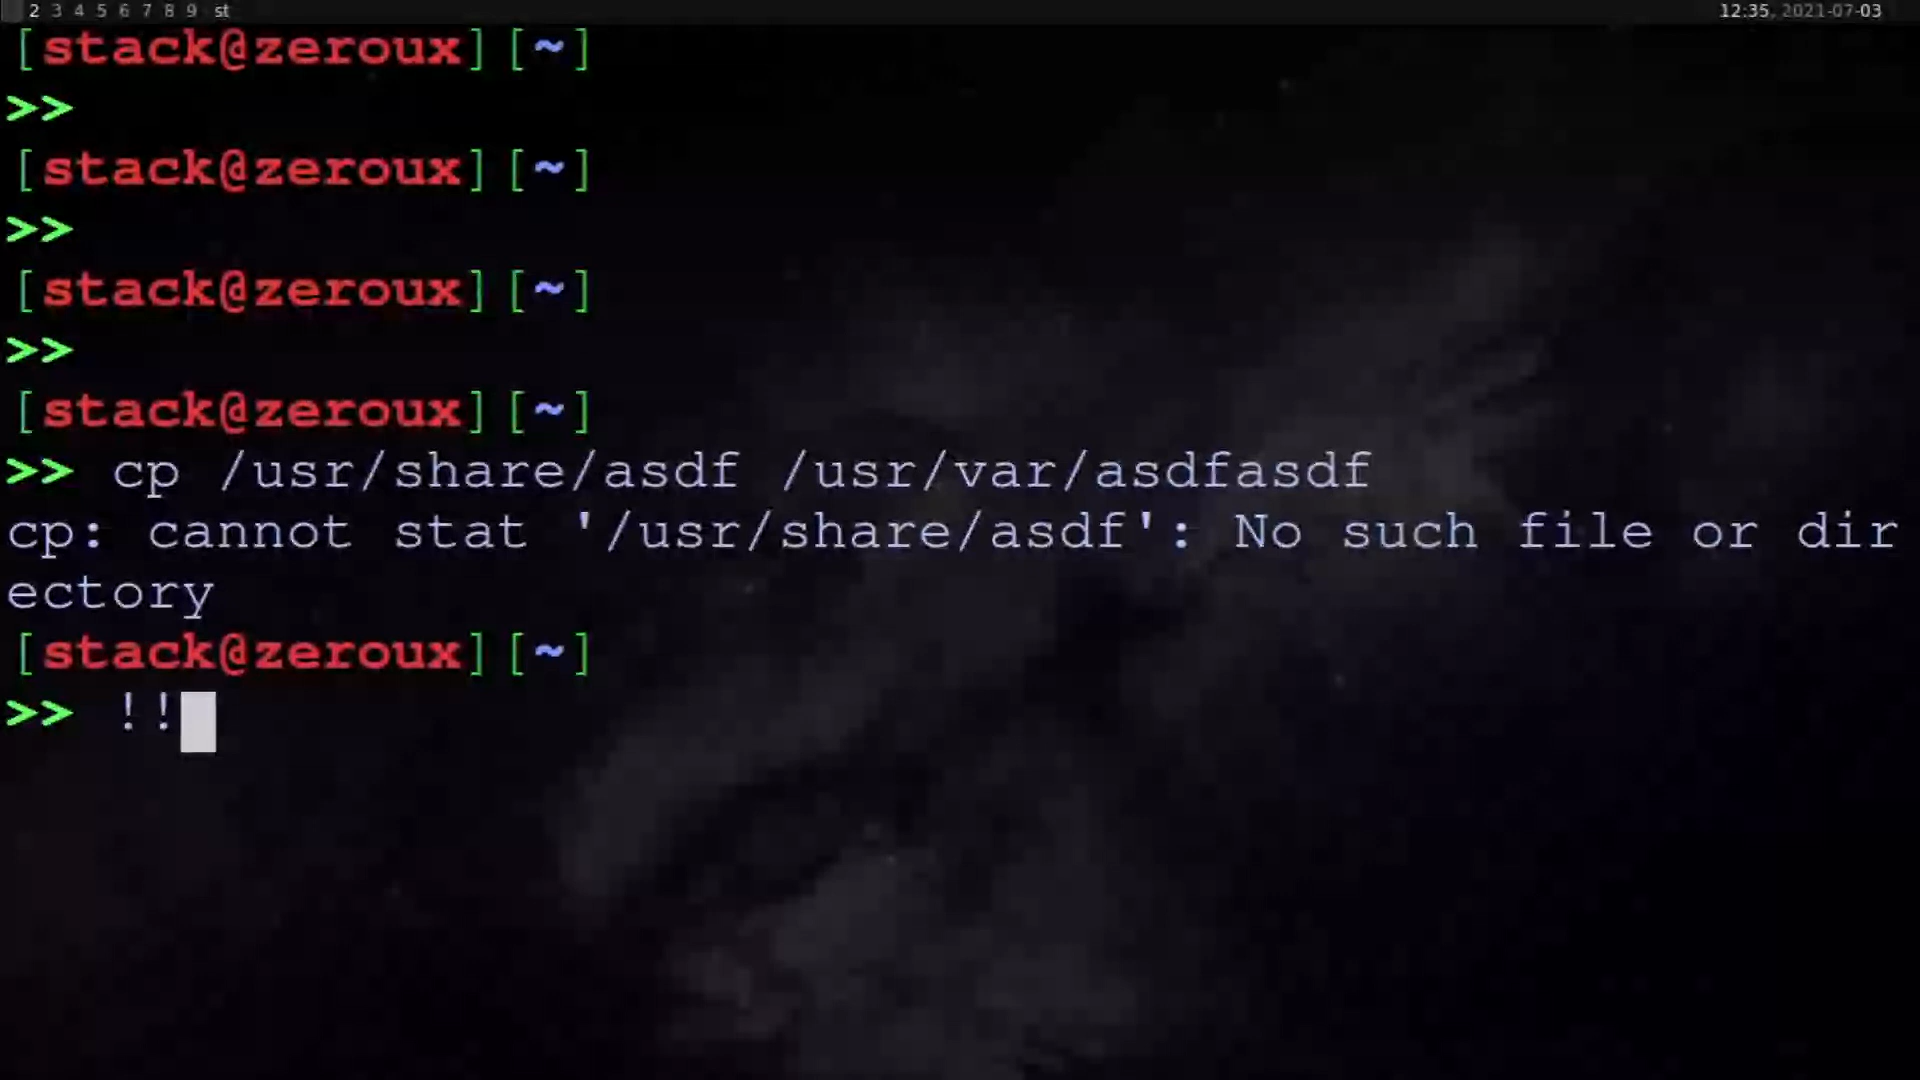 2 3 4 5 6 7 8 9 st 12:35, 2021-07-03
[stack@zeroux][~]
>>
[stack@zeroux][~]
>>
[stack@zeroux][~]
>>
[stack@zeroux][~]
>> cp /usr/share/asdf /usr/var/asdfasdf
cp: cannot stat '/usr/share/asdf': No such file or dir
ectory
[stack@zeroux][~]
>> !!